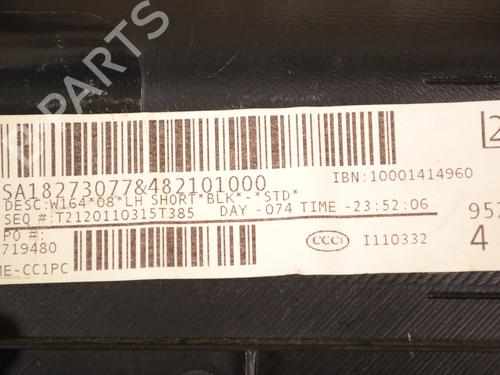 SA18273077&482101000
IBN:10001414960
DESC:W164*08*LH SHORT*BLK*-*STD*
SEQ #:T2120110315T385 DAY -074 TIME -23:52:06
PO #:
719480
ME-CC1PC
CCC I110332
2
952
4
B-PARTS